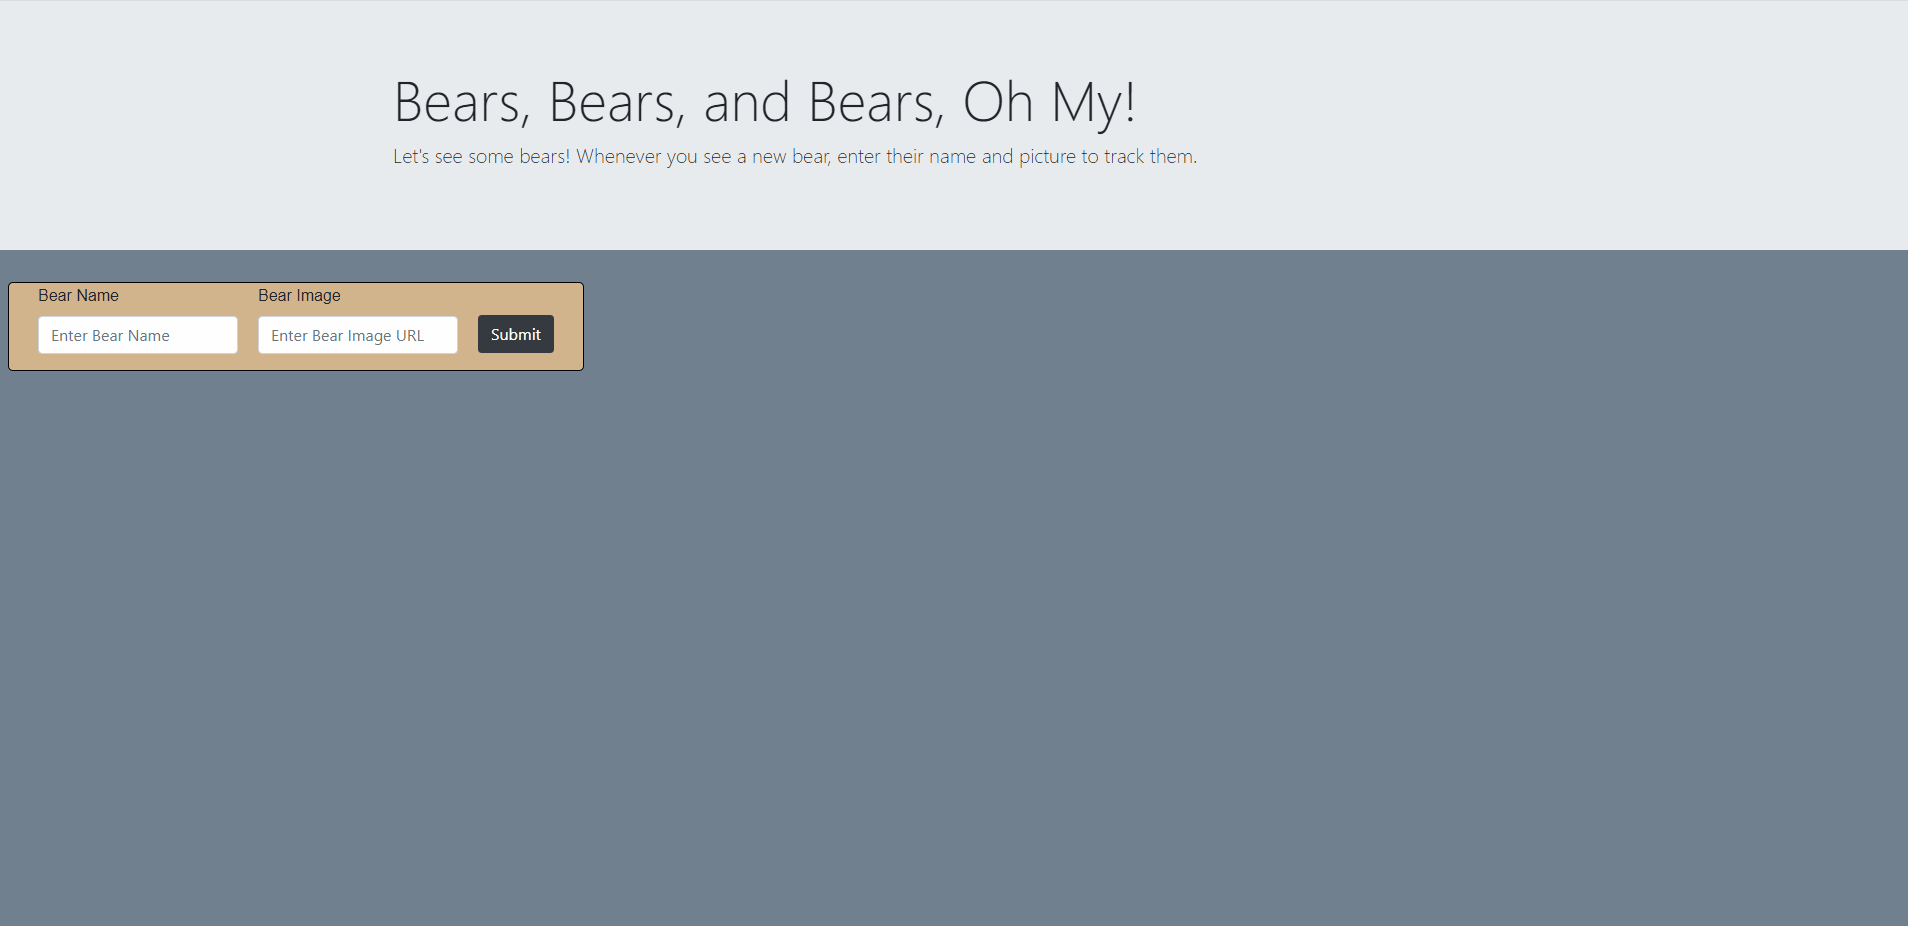 Bears, Bears, and Bears, Oh My!
Let's see some bears! Whenever you see a new bear, enter their name and picture to track them.
Bear Name
Bear Image
Enter Bear Name
Enter Bear Image URL
Submit